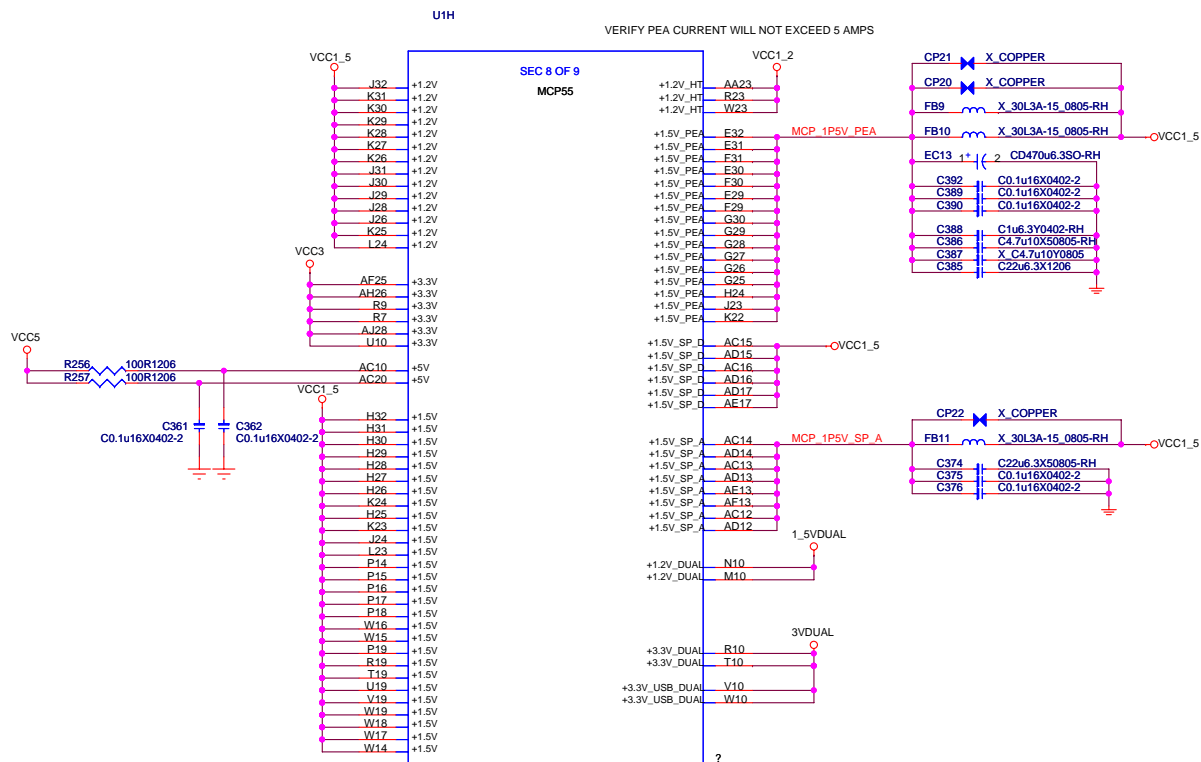 U1H
VERIFY PEA CURRENT WILL NOT EXCEED 5 AMPS
SEC 8 OF 9
MCP55
VCC1_5
J32 +1.2V
K31 +1.2V
K30 +1.2V
K29 +1.2V
K28 +1.2V
K27 +1.2V
K26 +1.2V
J31 +1.2V
J30 +1.2V
J29 +1.2V
J28 +1.2V
J26 +1.2V
K25 +1.2V
L24 +1.2V
VCC3
AF25 +3.3V
AH26 +3.3V
R9 +3.3V
R7 +3.3V
AJ28 +3.3V
U10 +3.3V
VCC5
R256 100R1206 AC10 +5V
R257 100R1206 AC20 +5V
C361 C0.1u16X0402-2
C362 C0.1u16X0402-2
VCC1_5
H32 +1.5V
H31 +1.5V
H30 +1.5V
H29 +1.5V
H28 +1.5V
H27 +1.5V
H26 +1.5V
K24 +1.5V
H25 +1.5V
K23 +1.5V
J24 +1.5V
L23 +1.5V
P14 +1.5V
P15 +1.5V
P16 +1.5V
P17 +1.5V
P18 +1.5V
W16 +1.5V
W15 +1.5V
P19 +1.5V
R19 +1.5V
T19 +1.5V
U19 +1.5V
V19 +1.5V
W19 +1.5V
W18 +1.5V
W17 +1.5V
W14 +1.5V
VCC1_2
+1.2V_HT AA23
+1.2V_HT R23
+1.2V_HT W23
+1.5V_PEA E32 MCP_1P5V_PEA
+1.5V_PEA E31
+1.5V_PEA F31
+1.5V_PEA E30
+1.5V_PEA F30
+1.5V_PEA E29
+1.5V_PEA F29
+1.5V_PEA G30
+1.5V_PEA G29
+1.5V_PEA G28
+1.5V_PEA G27
+1.5V_PEA G26
+1.5V_PEA G25
+1.5V_PEA H24
+1.5V_PEA J23
+1.5V_PEA K22
+1.5V_SP_D AC15 VCC1_5
+1.5V_SP_D AD15
+1.5V_SP_D AC16
+1.5V_SP_D AD16
+1.5V_SP_D AD17
+1.5V_SP_D AE17
+1.5V_SP_A AC14 MCP_1P5V_SP_A
+1.5V_SP_A AD14
+1.5V_SP_A AC13
+1.5V_SP_A AD13
+1.5V_SP_A AE13
+1.5V_SP_A AF13
+1.5V_SP_A AC12
+1.5V_SP_A AD12
1_5VDUAL
+1.2V_DUAL N10
+1.2V_DUAL M10
3VDUAL
+3.3V_DUAL R10
+3.3V_DUAL T10
+3.3V_USB_DUAL V10
+3.3V_USB_DUAL W10
?
CP21 X_COPPER
CP20 X_COPPER
FB9 X_30L3A-15_0805-RH
FB10 X_30L3A-15_0805-RH VCC1_5
EC13 1 + 2 CD470u6.3SO-RH
C392 C0.1u16X0402-2
C389 C0.1u16X0402-2
C390 C0.1u16X0402-2
C388 C1u6.3Y0402-RH
C386 C4.7u10X50805-RH
C387 X_C4.7u10Y0805
C385 C22u6.3X1206
CP22 X_COPPER
FB11 X_30L3A-15_0805-RH VCC1_5
C374 C22u6.3X50805-RH
C375 C0.1u16X0402-2
C376 C0.1u16X0402-2